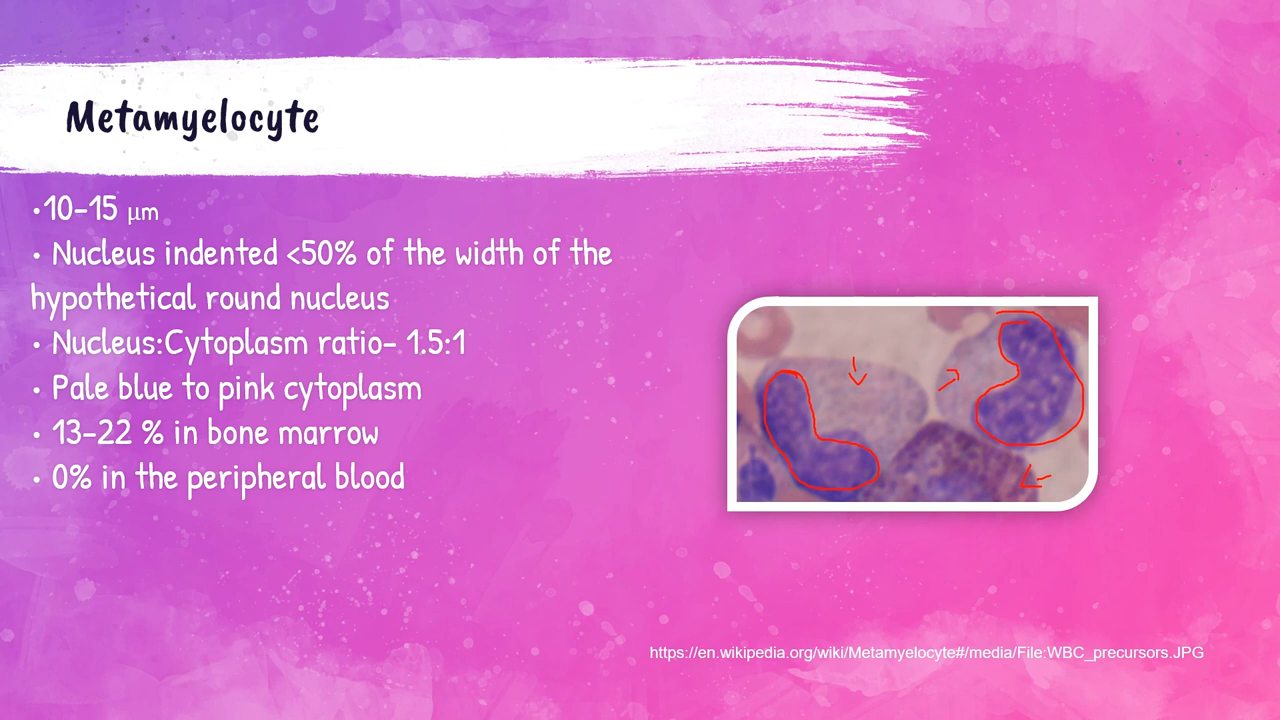 Metamyelocyte
•10-15 μm
• Nucleus indented <50% of the width of the
hypothetical round nucleus
• Nucleus:Cytoplasm ratio- 1.5:1
• Pale blue to pink cytoplasm
• 13-22 % in bone marrow
• 0% in the peripheral blood
https://en.wikipedia.org/wiki/Metamyelocyte#/media/File:WBC_precursors.JPG